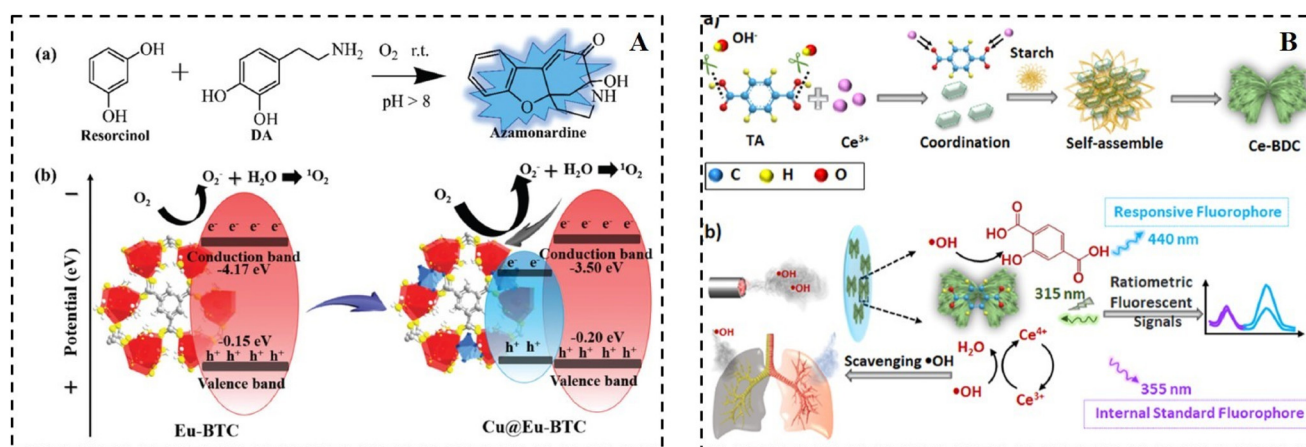 A
(a)
OH
OH
Resorcinol
+
NH2
HO
OH
DA
O2 r.t.
pH > 8
O
OH
NH
O
Azamonardine
(b)
− Potential (eV) +
O2
O2- + H2O 1O2
e- e- e- e-
Conduction band
-4.17 eV
-0.15 eV
h+ h+ h+ h+
Valence band
Eu-BTC
O2
O2- + H2O 1O2
e- e- e- e-
Conduction band
-3.50 eV
e- e-
h+ h+
-0.20 eV
h+ h+ h+ h+
Valence band
Cu@Eu-BTC
B
a)
OH-
TA
Ce3+
Coordination
Starch
Self-assemble
Ce-BDC
C H O
b)
•OH
•OH
•OH
•OH
O
OH
HO
OH
O
Responsive Fluorophore
440 nm
315 nm
Ratiometric
Fluorescent
Signals
Scavenging •OH
H2O
•OH
Ce4+
Ce3+
355 nm
Internal Standard Fluorophore